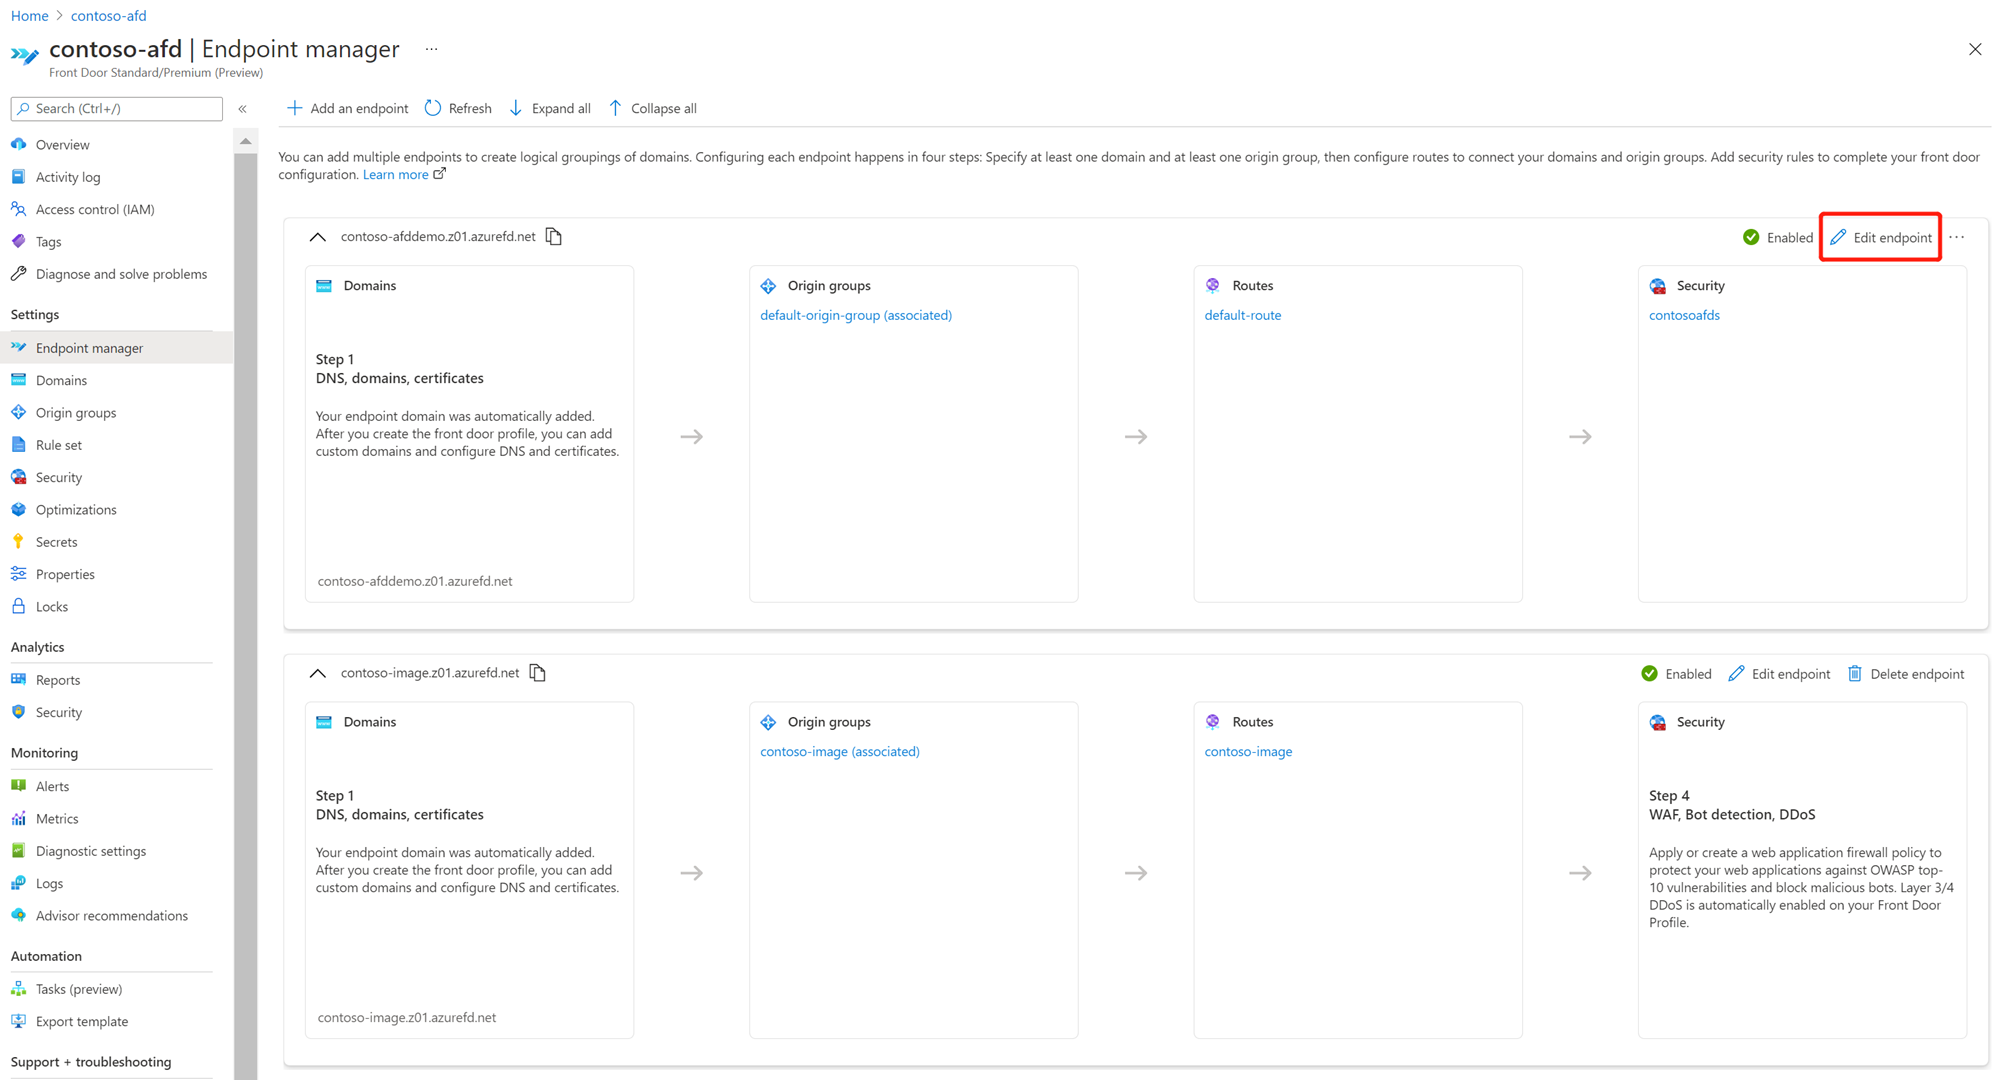 Home > contoso-afd
contoso-afd | Endpoint manager ...
Front Door Standard/Premium (Preview)
Search (Ctrl+/)
«
Overview
Activity log
Access control (IAM)
Tags
Diagnose and solve problems
Settings
Endpoint manager
Domains
Origin groups
Rule set
Security
Optimizations
Secrets
Properties
Locks
Analytics
Reports
Security
Monitoring
Alerts
Metrics
Diagnostic settings
Logs
Advisor recommendations
Automation
Tasks (preview)
Export template
Support + troubleshooting
Add an endpoint Refresh Expand all Collapse all
You can add multiple endpoints to create logical groupings of domains. Configuring each endpoint happens in four steps: Specify at least one domain and at least one origin group, then configure routes to connect your domains and origin groups. Add security rules to complete your front door
configuration. Learn more
contoso-afddemo.z01.azurefd.net
Enabled Edit endpoint ...
Domains
Step 1
DNS, domains, certificates
Your endpoint domain was automatically added.
After you create the front door profile, you can add
custom domains and configure DNS and certificates.
contoso-afddemo.z01.azurefd.net
Origin groups
default-origin-group (associated)
Routes
default-route
Security
contosoafds
contoso-image.z01.azurefd.net
Enabled Edit endpoint Delete endpoint
Domains
Step 1
DNS, domains, certificates
Your endpoint domain was automatically added.
After you create the front door profile, you can add
custom domains and configure DNS and certificates.
contoso-image.z01.azurefd.net
Origin groups
contoso-image (associated)
Routes
contoso-image
Security
Step 4
WAF, Bot detection, DDoS
Apply or create a web application firewall policy to
protect your web applications against OWASP top-
10 vulnerabilities and block malicious bots. Layer 3/4
DDoS is automatically enabled on your Front Door
Profile.